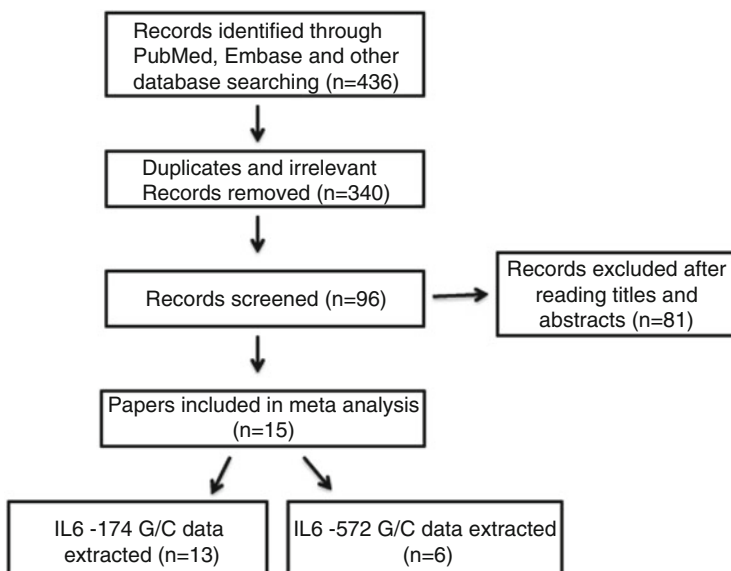 Records identified through
PubMed, Embase and other
database searching (n=436)
Duplicates and irrelevant
Records removed (n=340)
Records screened (n=96)
Records excluded after
reading titles and
abstracts (n=81)
Papers included in meta analysis
(n=15)
IL6 -174 G/C data
extracted (n=13)
IL6 -572 G/C data extracted
(n=6)